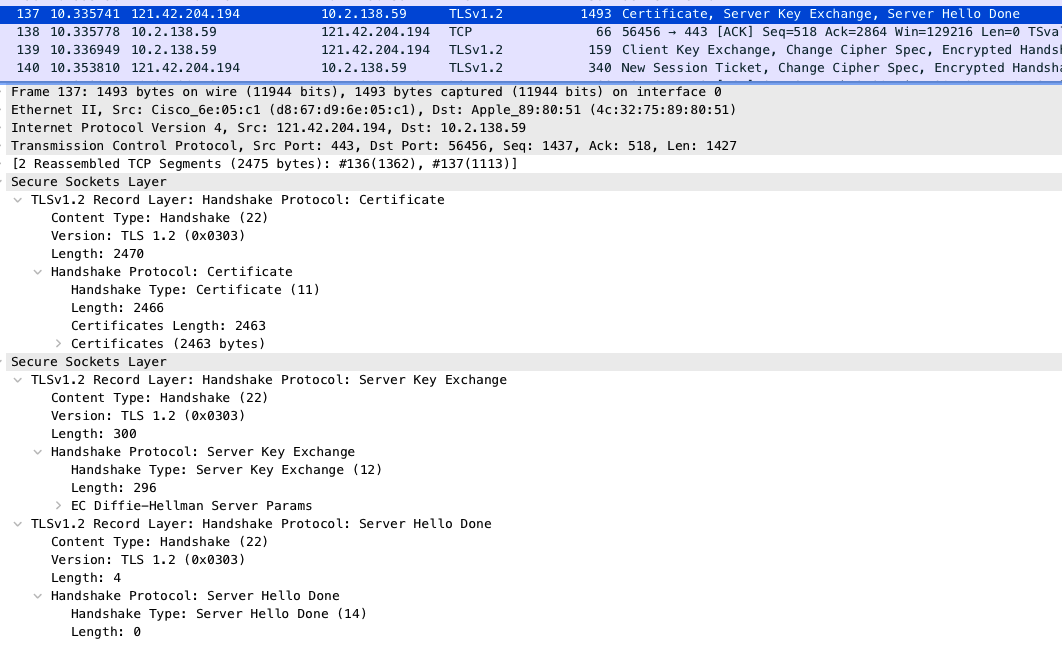 137 10.335741 121.42.204.194 10.2.138.59 TLSv1.2 1493 Certificate, Server Key Exchange, Server Hello Done
138 10.335778 10.2.138.59 121.42.204.194 TCP 66 56456 → 443 [ACK] Seq=518 Ack=2864 Win=129216 Len=0 TSva
139 10.336949 10.2.138.59 121.42.204.194 TLSv1.2 159 Client Key Exchange, Change Cipher Spec, Encrypted Hands
140 10.353810 121.42.204.194 10.2.138.59 TLSv1.2 340 New Session Ticket, Change Cipher Spec, Encrypted Handsh
Frame 137: 1493 bytes on wire (11944 bits), 1493 bytes captured (11944 bits) on interface 0
Ethernet II, Src: Cisco_6e:05:c1 (d8:67:d9:6e:05:c1), Dst: Apple_89:80:51 (4c:32:75:89:80:51)
Internet Protocol Version 4, Src: 121.42.204.194, Dst: 10.2.138.59
Transmission Control Protocol, Src Port: 443, Dst Port: 56456, Seq: 1437, Ack: 518, Len: 1427
[2 Reassembled TCP Segments (2475 bytes): #136(1362), #137(1113)]
Secure Sockets Layer
TLSv1.2 Record Layer: Handshake Protocol: Certificate
Content Type: Handshake (22)
Version: TLS 1.2 (0x0303)
Length: 2470
Handshake Protocol: Certificate
Handshake Type: Certificate (11)
Length: 2466
Certificates Length: 2463
Certificates (2463 bytes)
Secure Sockets Layer
TLSv1.2 Record Layer: Handshake Protocol: Server Key Exchange
Content Type: Handshake (22)
Version: TLS 1.2 (0x0303)
Length: 300
Handshake Protocol: Server Key Exchange
Handshake Type: Server Key Exchange (12)
Length: 296
EC Diffie-Hellman Server Params
TLSv1.2 Record Layer: Handshake Protocol: Server Hello Done
Content Type: Handshake (22)
Version: TLS 1.2 (0x0303)
Length: 4
Handshake Protocol: Server Hello Done
Handshake Type: Server Hello Done (14)
Length: 0